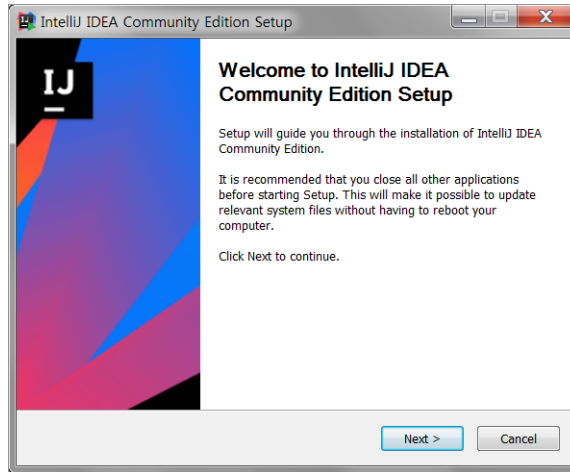 IntelliJ IDEA Community Edition Setup
IJ
Welcome to IntelliJ IDEA
Community Edition Setup
Setup will guide you through the installation of IntelliJ IDEA
Community Edition.
It is recommended that you close all other applications
before starting Setup. This will make it possible to update
relevant system files without having to reboot your
computer.
Click Next to continue.
Next >
Cancel